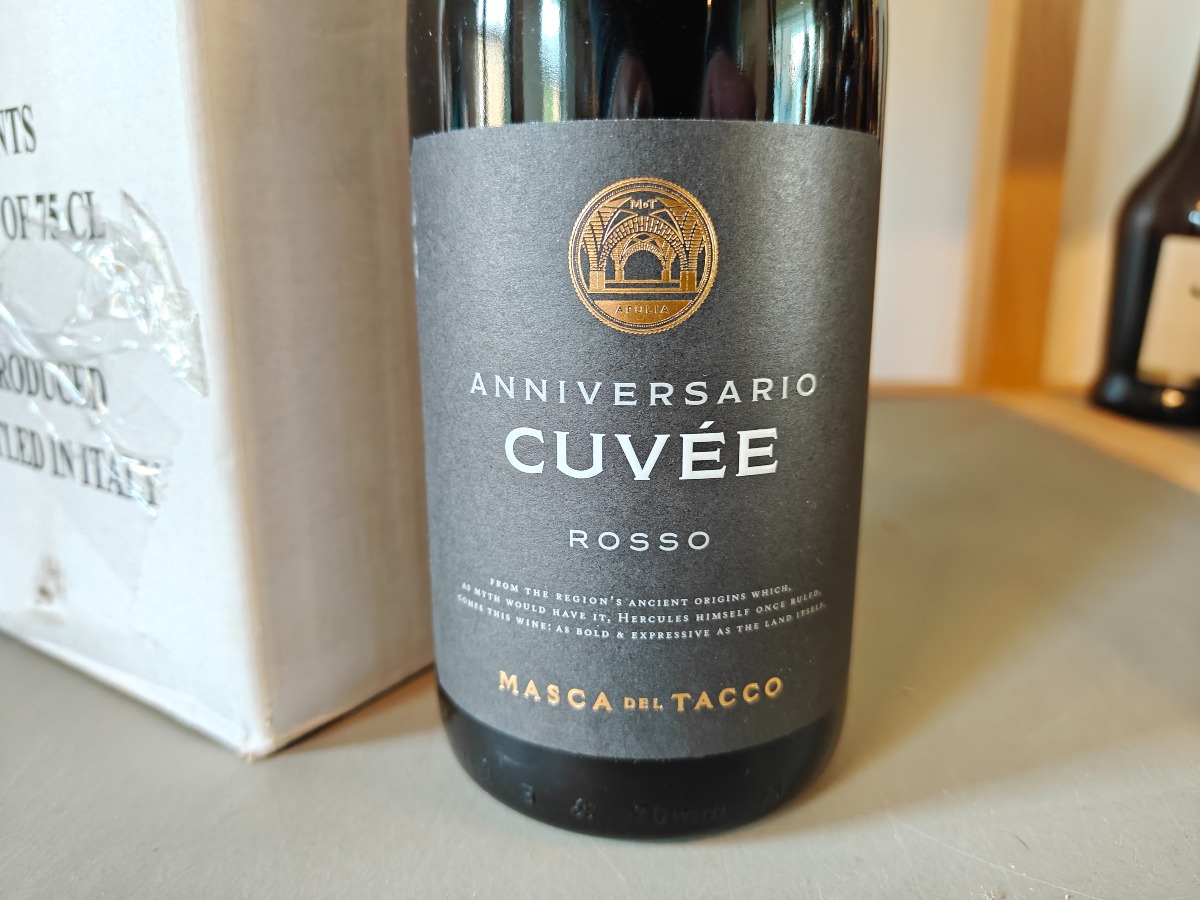 NTS
OF 75 CL
RODUCED
TLED IN ITALY
MDT
APULIA
ANNIVERSARIO
CUVÉE
ROSSO
FROM THE REGION'S ANCIENT ORIGINS WHICH,
AS MYTH WOULD HAVE IT, HERCULES HIMSELF ONCE RULED,
COMES THIS WINE; AS BOLD & EXPRESSIVE AS THE LAND ITSELF.
MASCA DEL TACCO